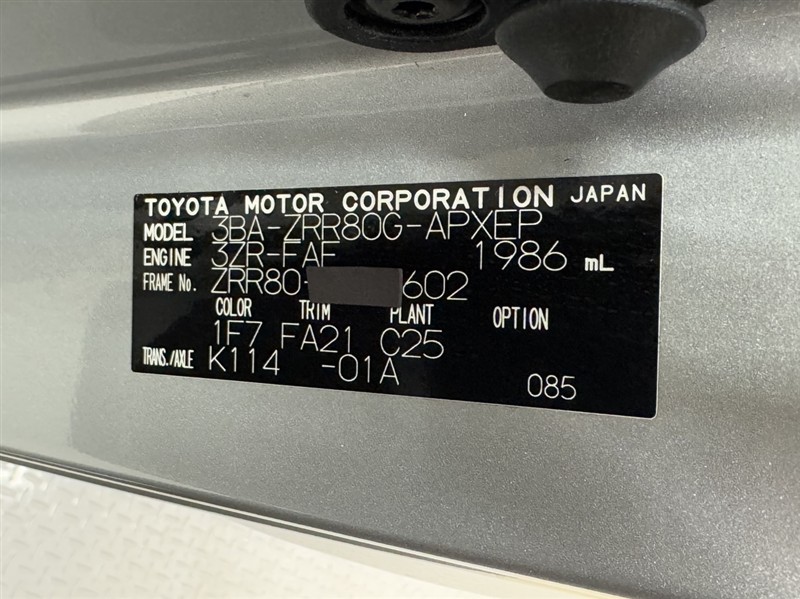 TOYOTA MOTOR CORPORATION JAPAN
MODEL 3BA-ZRR80G-APXEP
ENGINE 3ZR-FAE 1986 mL
FRAME No. ZRR80- 602
COLOR TRIM PLANT OPTION
1F7 FA21 C25
TRANS./AXLE K114 -01A
085